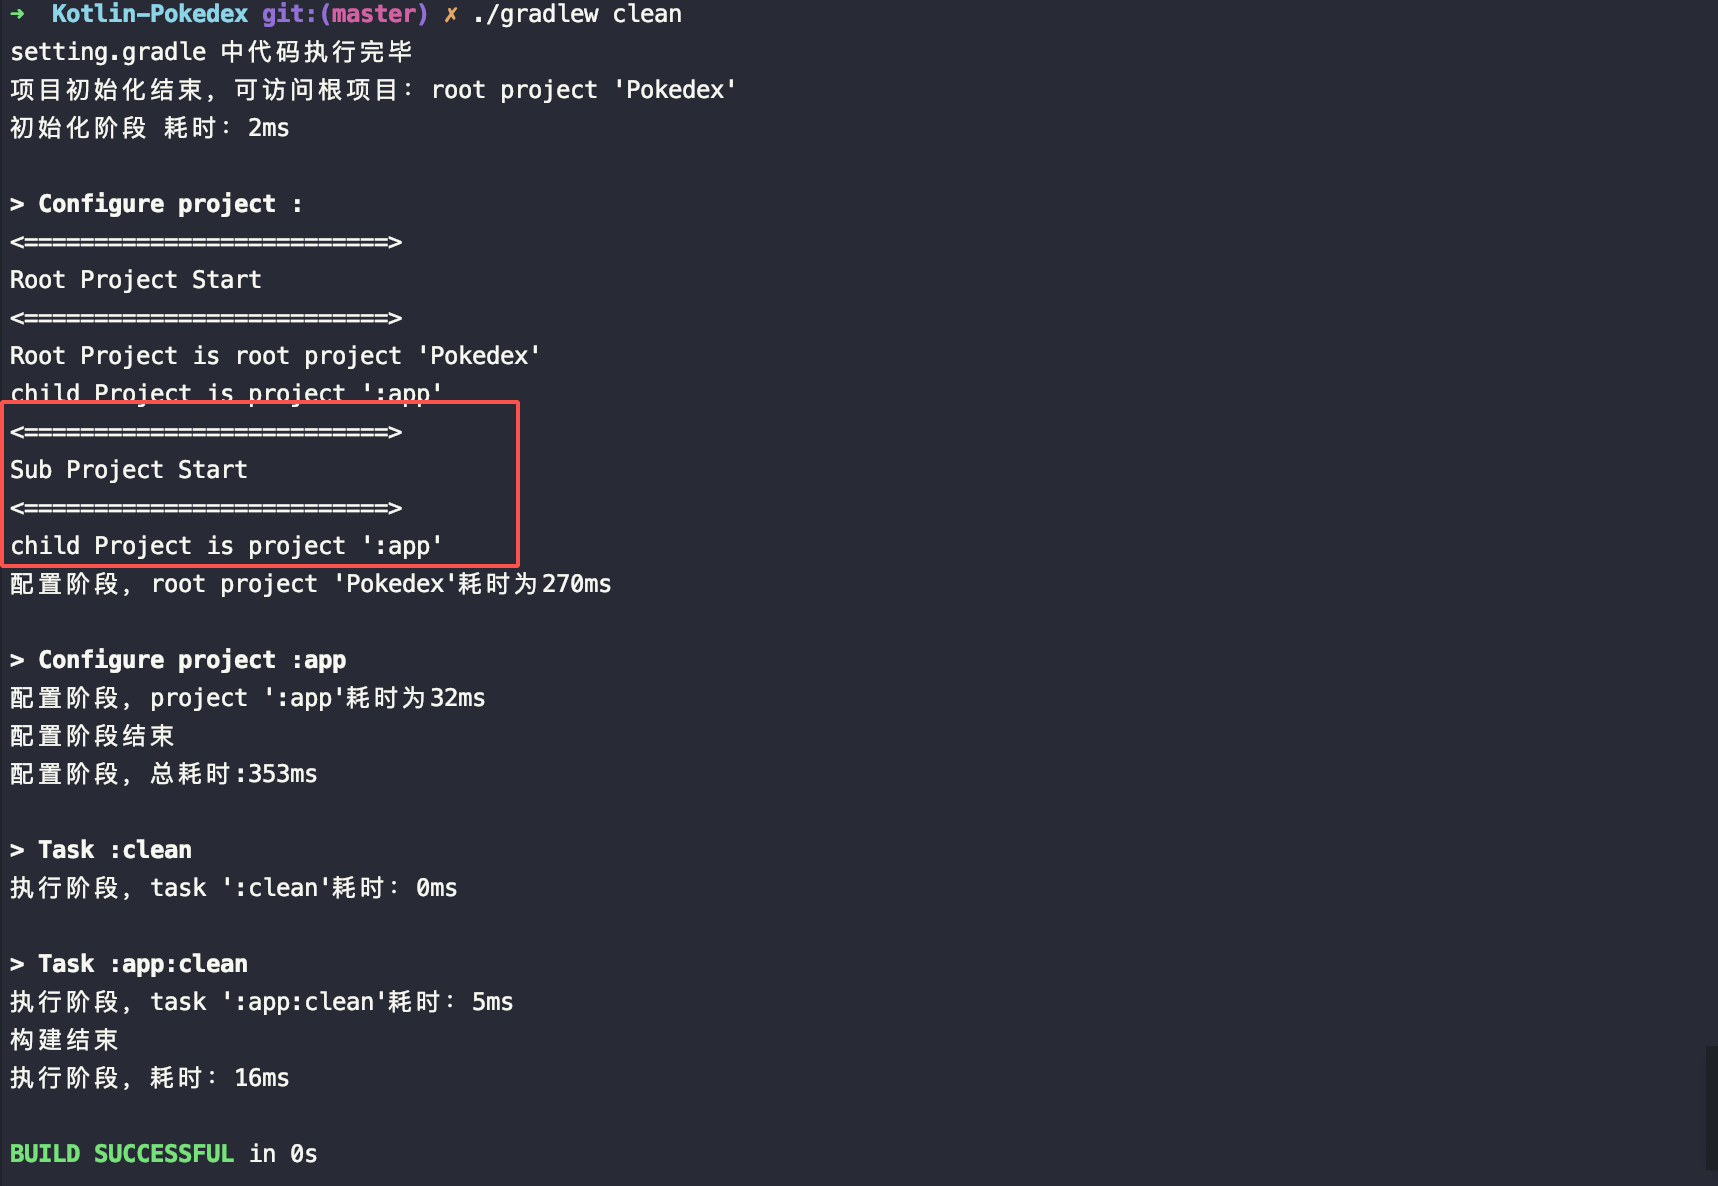 ➜  Kotlin-Pokedex git:(master) ✗ ./gradlew clean
setting.gradle 中代码执行完毕
项目初始化结束, 可访问根项目: root project 'Pokedex'
初始化阶段 耗时: 2ms
> Configure project :
<==========================>
Root Project Start
<==========================>
Root Project is root project 'Pokedex'
child Project is project ':app'
<==========================>
Sub Project Start
<==========================>
child Project is project ':app'
配置阶段, root project 'Pokedex'耗时为270ms
> Configure project :app
配置阶段, project ':app'耗时为32ms
配置阶段结束
配置阶段, 总耗时:353ms
> Task :clean
执行阶段, task ':clean'耗时: 0ms
> Task :app:clean
执行阶段, task ':app:clean'耗时: 5ms
构建结束
执行阶段, 耗时: 16ms
BUILD SUCCESSFUL in 0s